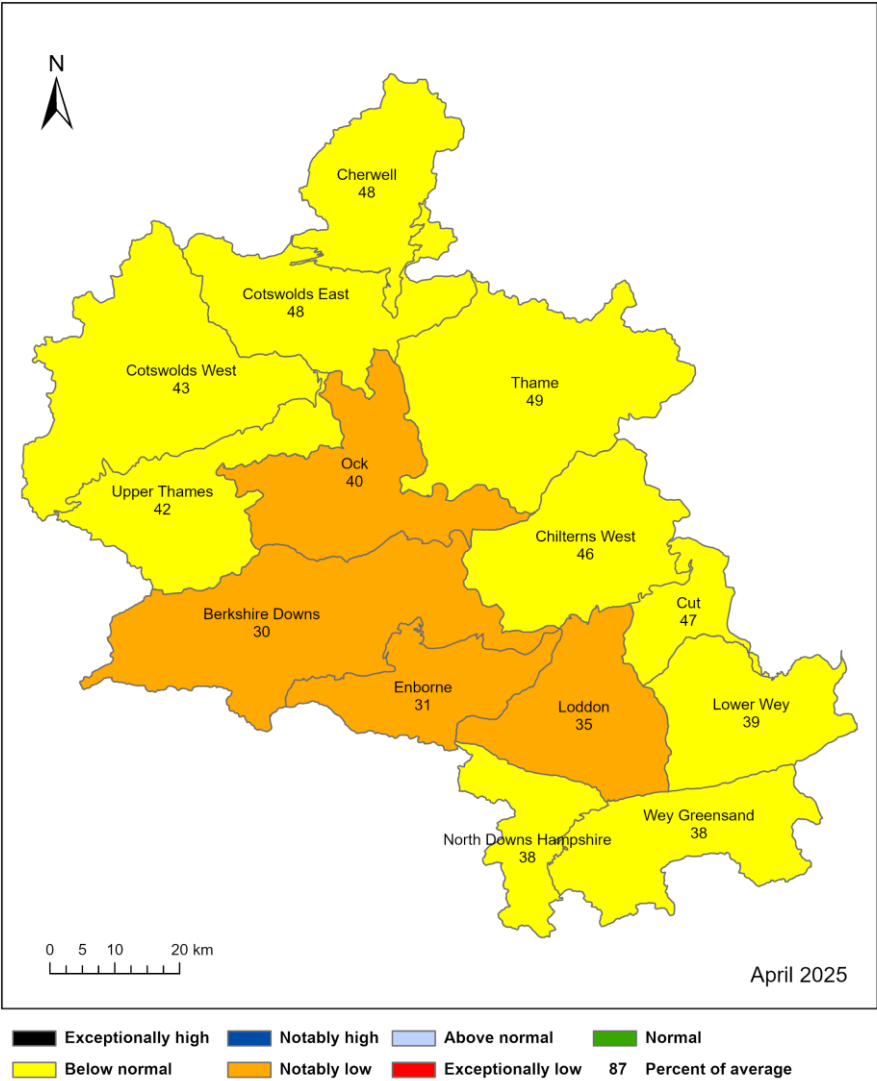 N
Cherwell
48
Cotswolds East
48
Cotswolds West
43
Thame
49
Ock
40
Upper Thames
42
Chilterns West
46
Cut
47
Berkshire Downs
30
Enborne
31
Loddon
35
Lower Wey
39
Wey Greensand
38
North Downs Hampshire
38
0 5 10 20 km
April 2025
Exceptionally high Notably high Above normal Normal
Below normal Notably low Exceptionally low 87 Percent of average